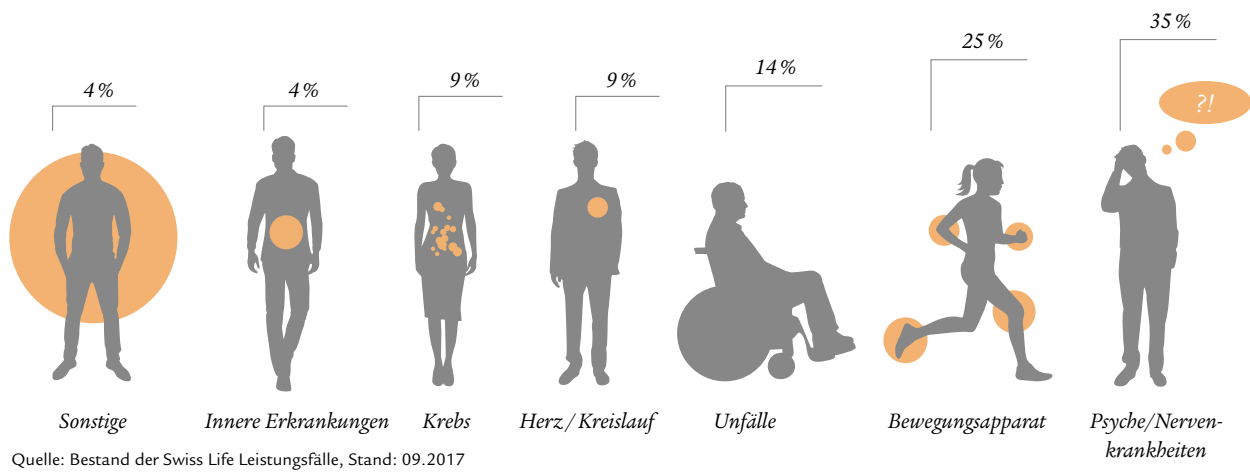 4 %
4 %
9 %
9 %
14 %
25 %
35 %
?!
Sonstige
Innere Erkrankungen
Krebs
Herz / Kreislauf
Unfälle
Bewegungsapparat
Psyche/Nerven-
krankheiten
Quelle: Bestand der Swiss Life Leistungsfälle, Stand: 09.2017